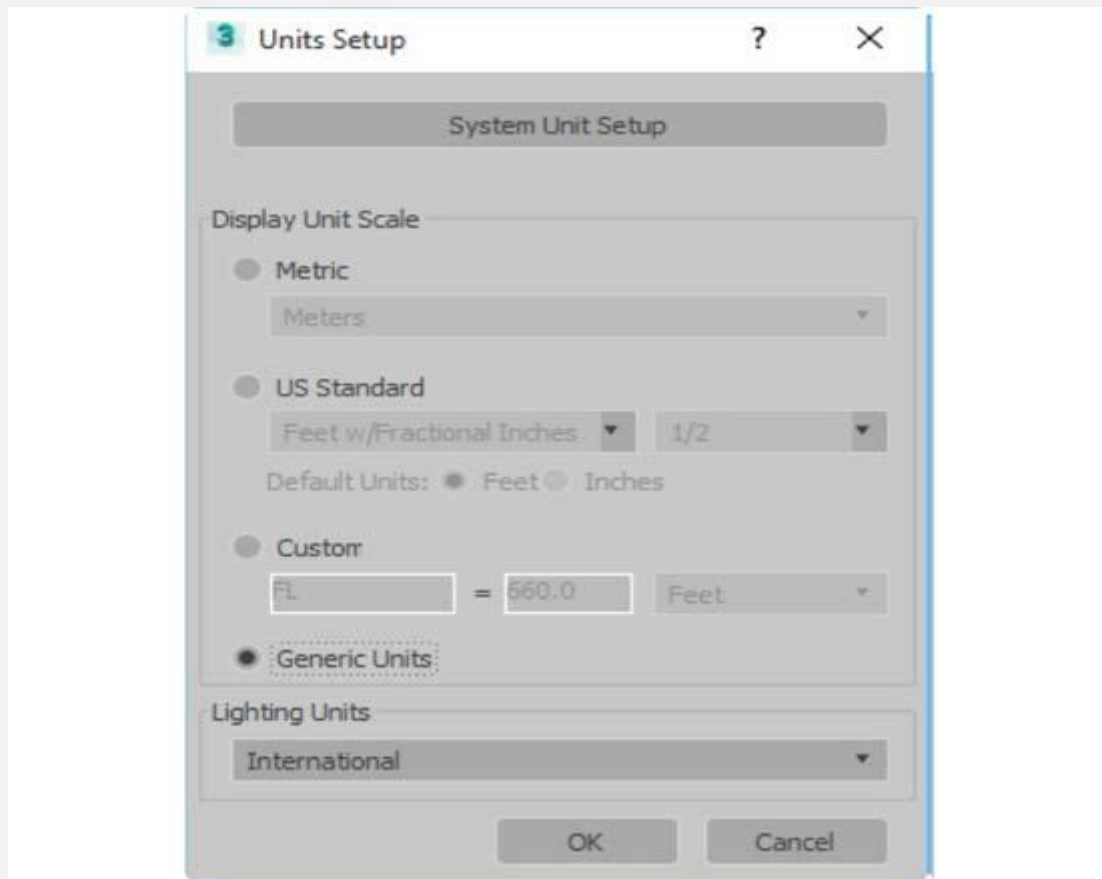 3 Units Setup ? X
System Unit Setup
Display Unit Scale
Metric
Meters
US Standard
Feet w/Fractional Inches 1/2
Default Units: Feet Inches
Custom
FL = 660.0 Feet
Generic Units
Lighting Units
International
OK Cancel